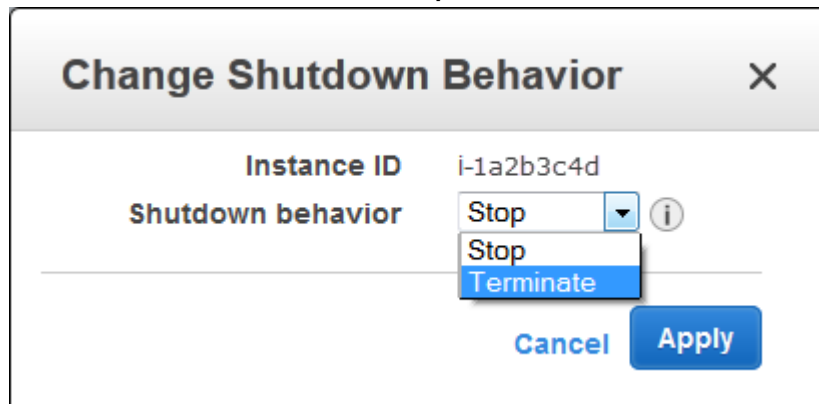 Change Shutdown Behavior
Instance ID i-1a2b3c4d
Shutdown behavior Stop
Stop
Terminate
Cancel Apply